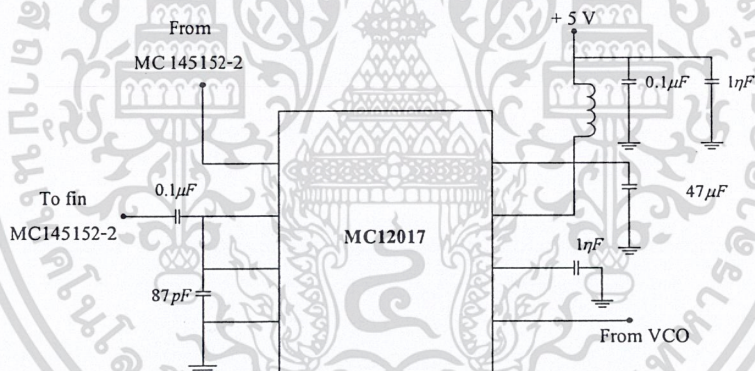 + 5 V
From
MC 145152-2
0.1μF
1ηF
To fin
MC145152-2
0.1μF
47μF
MC12017
1ηF
87pF
From VCO